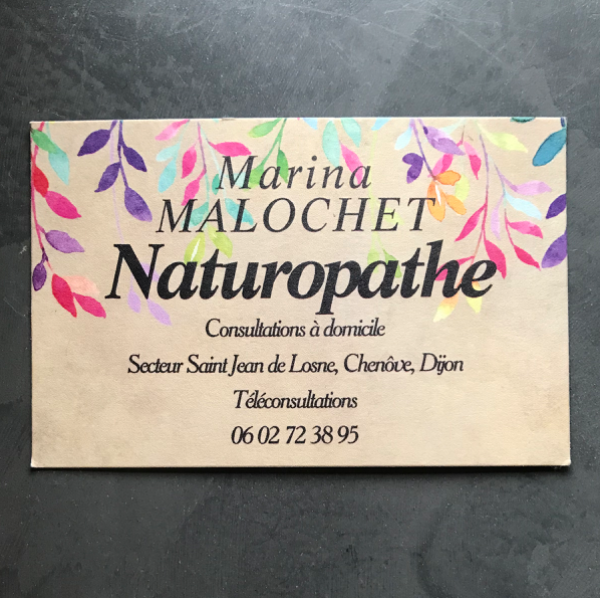 Marina
MALOCHET
Naturopathe
Consultations à domicile
Secteur Saint Jean de Losne, Chenôve, Dijon
Téléconsultations
06 02 72 38 95